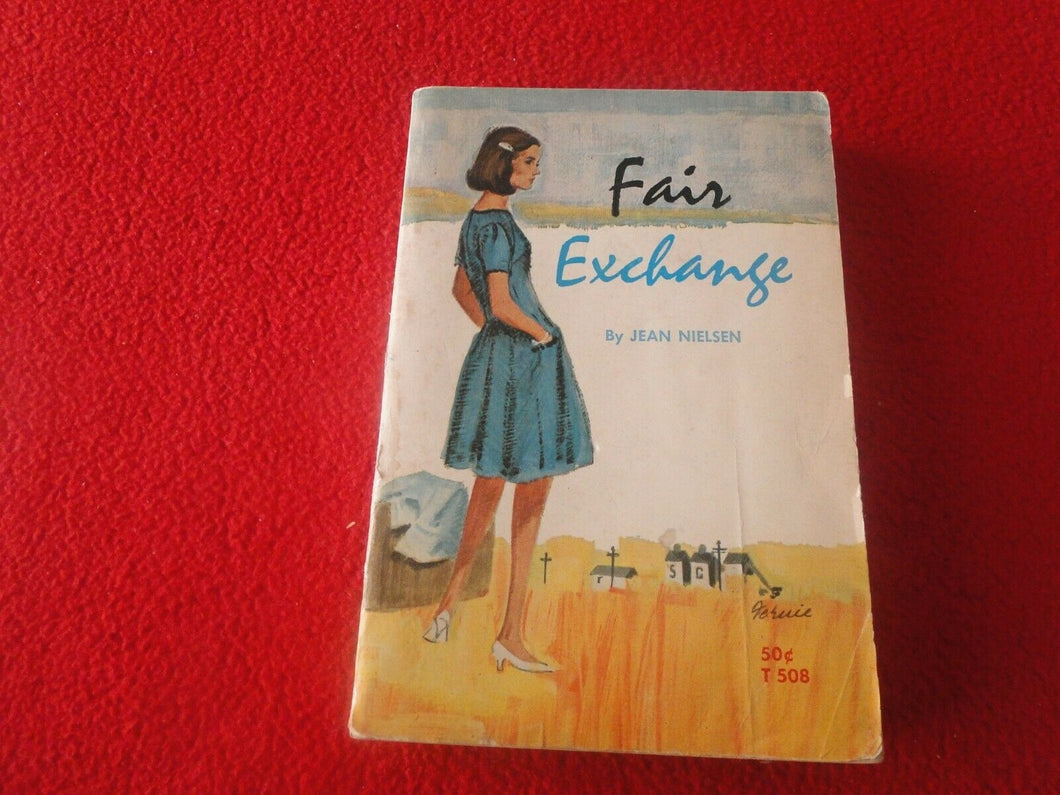 Fair
Exchange
By JEAN NIELSEN
S G
50¢
T 508